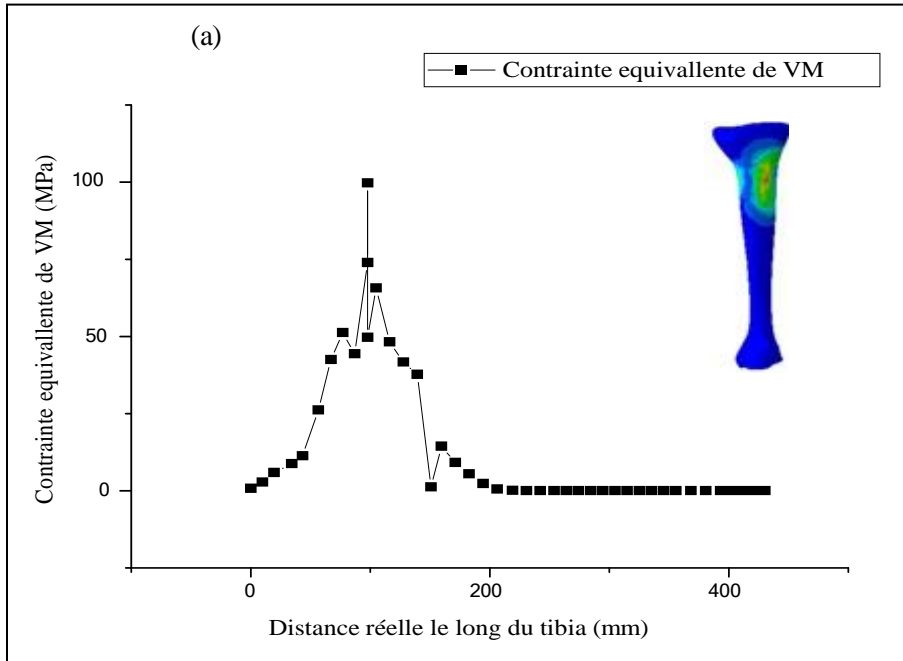 (a)
Contrainte equivallente de VM
Contrainte equivallente de VM (MPa)
100
50
0
0
200
400
Distance réelle le long du tibia (mm)